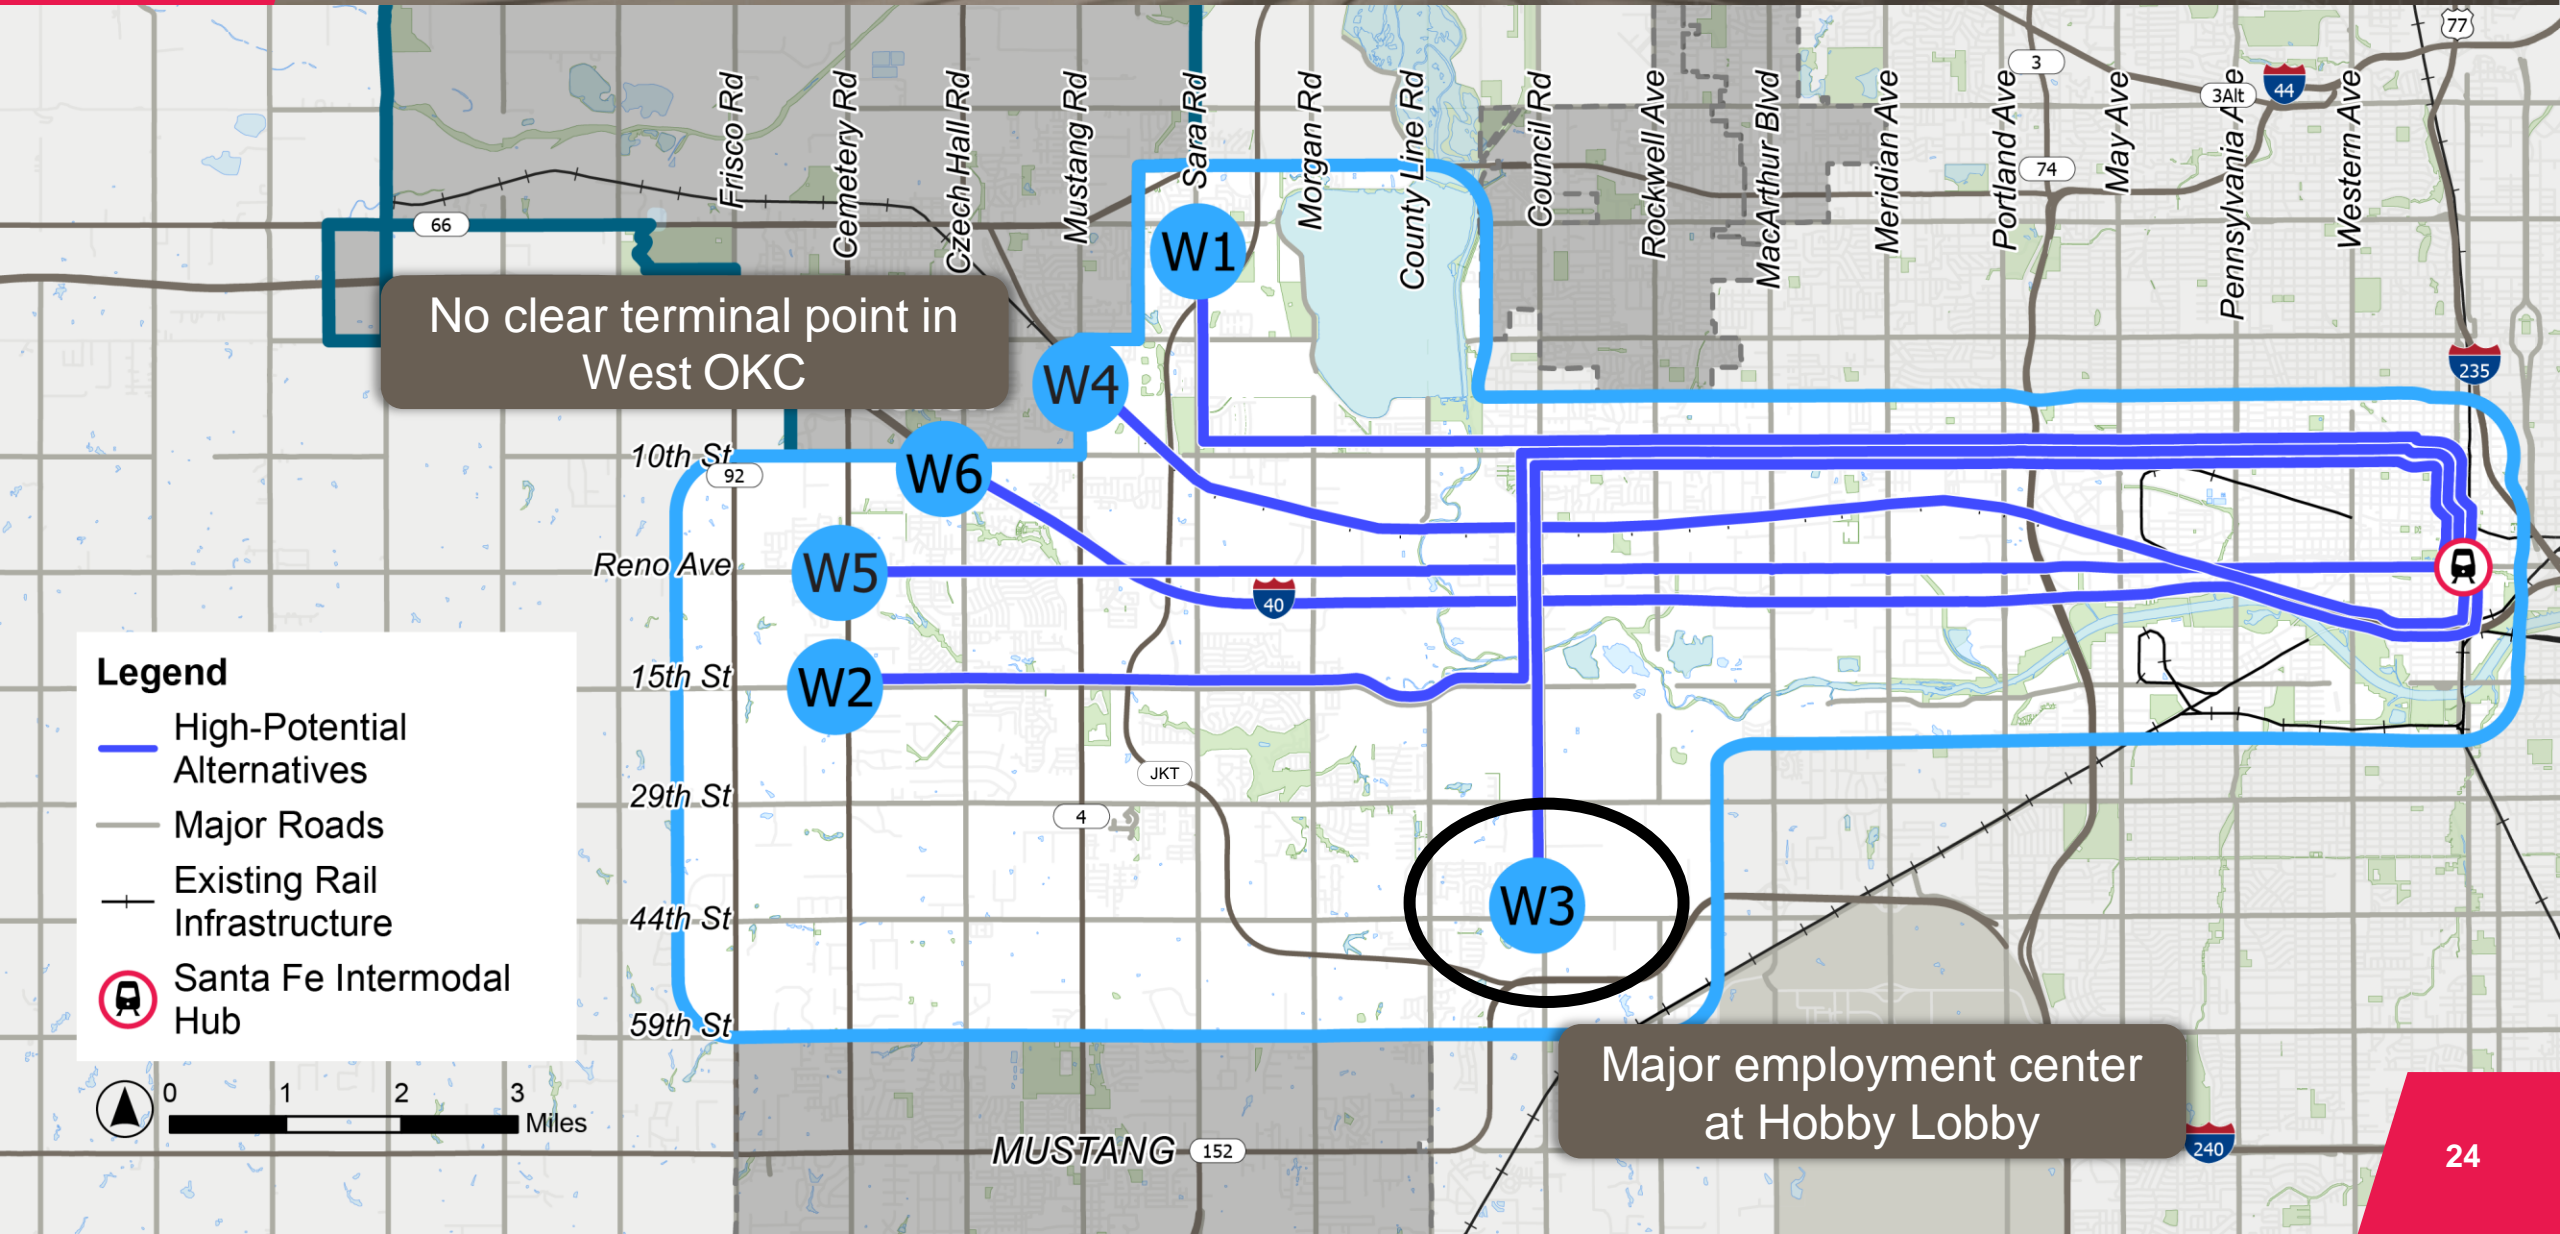 77
3
44
3Alt
Frisco Rd
Cemetery Rd
Czech Hall Rd
Mustang Rd
Sara Rd
Morgan Rd
County Line Rd
Council Rd
Rockwell Ave
MacArthur Blvd
Meridian Ave
Portland Ave
May Ave
Pennsylvania Ave
Western Ave
74
66
W1
No clear terminal point in
West OKC
W4
235
10th St
92
W6
Reno Ave
W5
40
15th St
W2
Legend
High-Potential
Alternatives
Major Roads
Existing Rail
Infrastructure
Santa Fe Intermodal
Hub
JKT
29th St
4
W3
44th St
59th St
Major employment center
at Hobby Lobby
0 1 2 3
Miles
MUSTANG
152
240
24